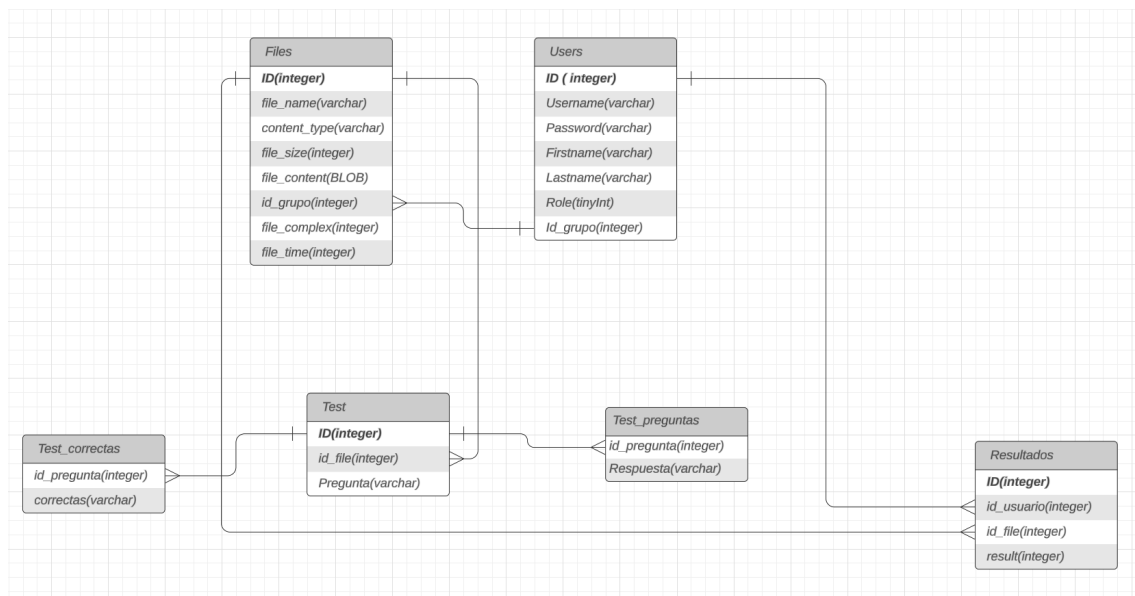 Files
ID(integer)
file_name(varchar)
content_type(varchar)
file_size(integer)
file_content(BLOB)
id_grupo(integer)
file_complex(integer)
file_time(integer)
Users
ID ( integer)
Username(varchar)
Password(varchar)
Firstname(varchar)
Lastname(varchar)
Role(tinyInt)
Id_grupo(integer)
Test_correctas
id_pregunta(integer)
correctas(varchar)
Test
ID(integer)
id_file(integer)
Pregunta(varchar)
Test_preguntas
id_pregunta(integer)
Respuesta(varchar)
Resultados
ID(integer)
id_usuario(integer)
id_file(integer)
result(integer)